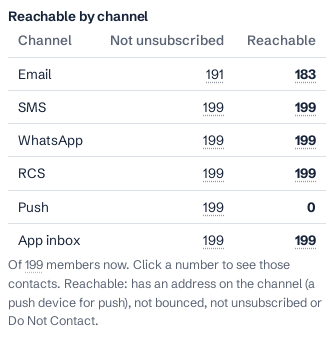 Reachable by channel
Channel Not unsubscribed Reachable
Email 191 183
SMS 199 199
WhatsApp 199 199
RCS 199 199
Push 199 0
App inbox 199 199
Of 199 members now. Click a number to see those
contacts. Reachable: has an address on the channel (a
push device for push), not bounced, not unsubscribed or
Do Not Contact.